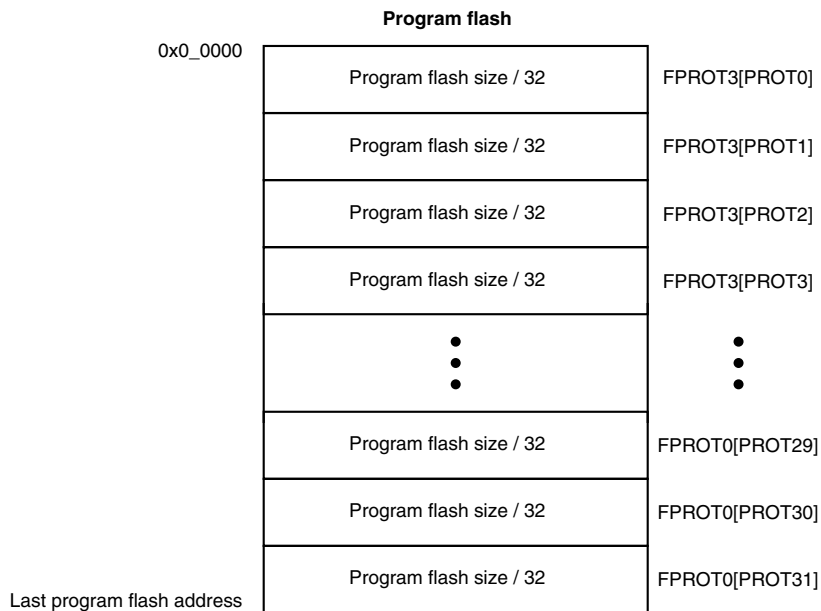 Program flash
0x0_0000
Program flash size / 32 FPROT3[PROT0]
Program flash size / 32 FPROT3[PROT1]
Program flash size / 32 FPROT3[PROT2]
Program flash size / 32 FPROT3[PROT3]
Program flash size / 32 FPROT0[PROT29]
Program flash size / 32 FPROT0[PROT30]
Program flash size / 32 FPROT0[PROT31]
Last program flash address